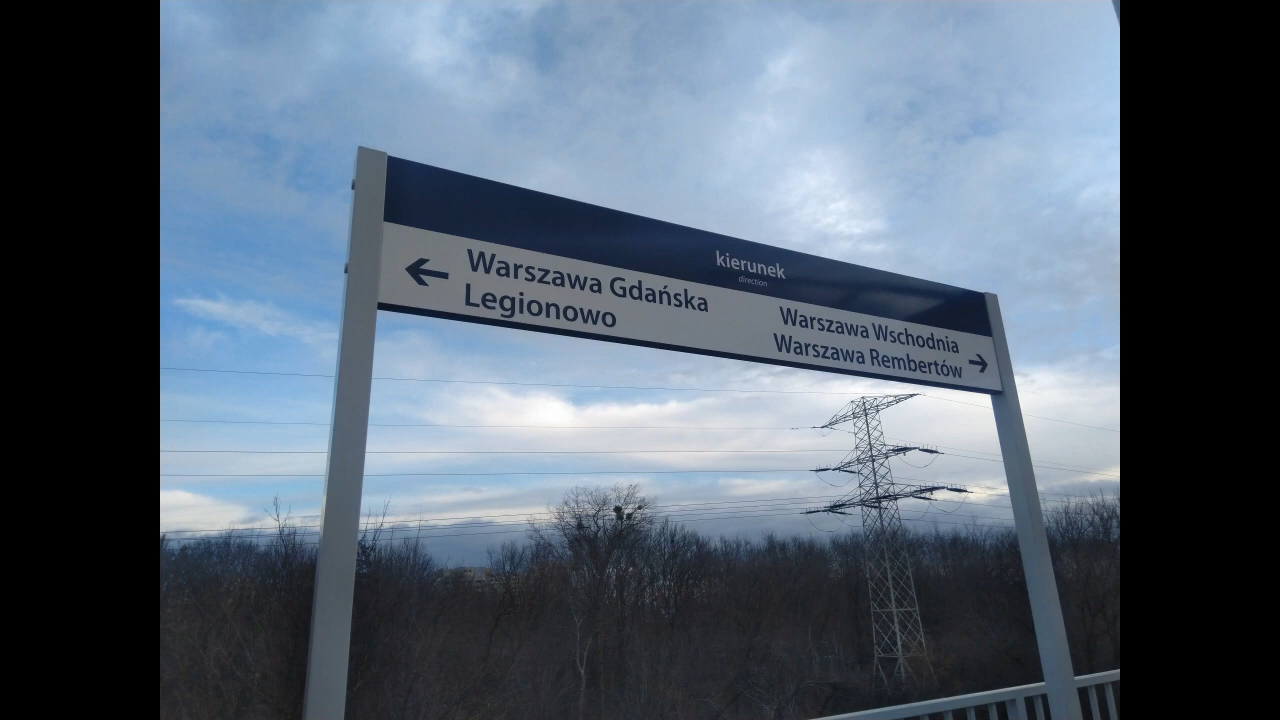 kierunek
direction
← Warszawa Gdańska
Legionowo
Warszawa Wschodnia
Warszawa Rembertów →